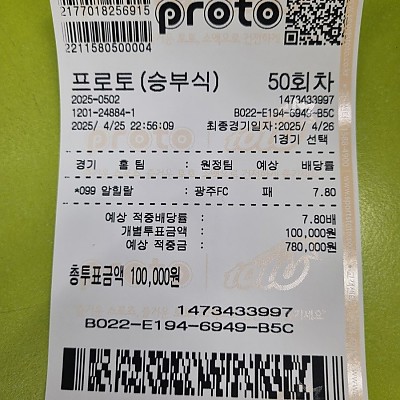 2177018256915
2211580500004
proto
프로토 (승부식) 50회차
2025-0502 1473433997
1201-24884-1 B022-E194-6949-B5C
2025/ 4/25 22:56:09 최종경기일자:2025/ 4/26
1경기 선택
경기 홈 팀 : 원정팀 예상 배당률
*099 알힐랄 : 광주FC 패 7.80
예상 적중배당률 : 7.80배
개별투표금액 : 100,000원
예상 적중금 : 780,000원
총투표금액 100,000원
1473433997
B022-E194-6949-B5C